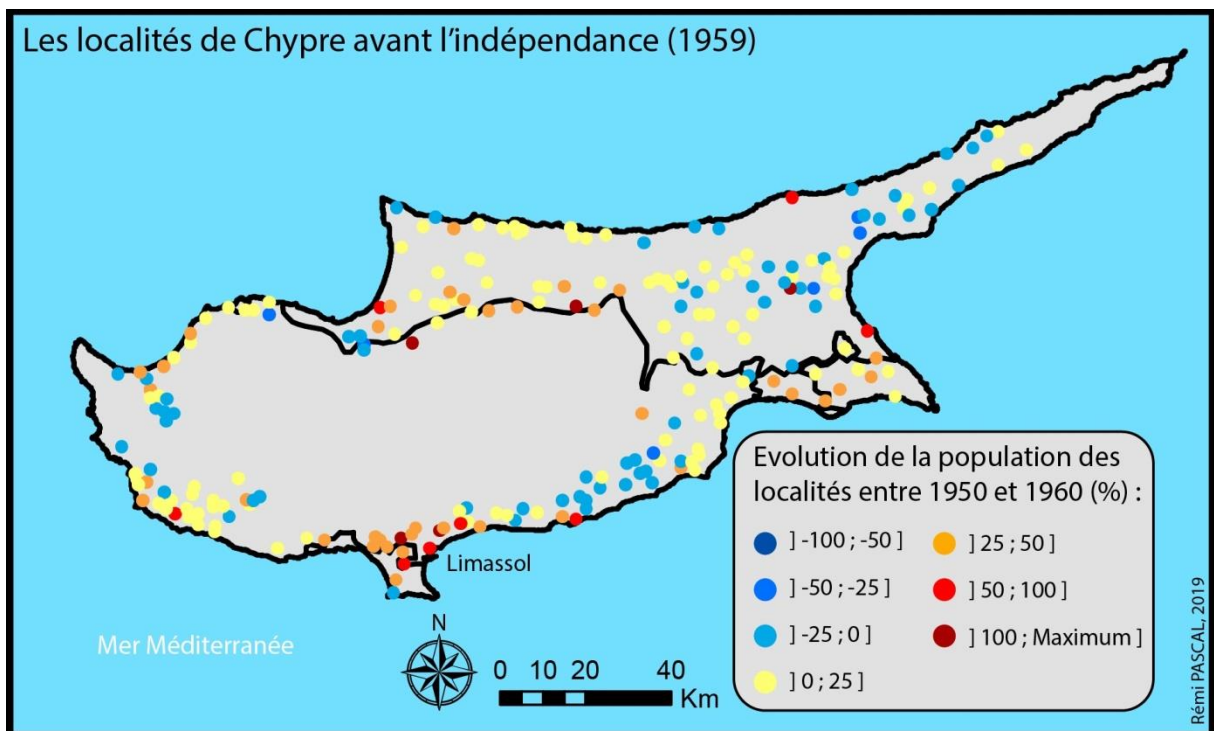 Les localités de Chypre avant l'indépendance (1959)
Limassol
Mer Méditerranée
N
0 10 20 40
Km
Evolution de la population des
localités entre 1950 et 1960 (%) :
] -100 ; -50 ]
] -50 ; -25 ]
] -25 ; 0 ]
] 0 ; 25 ]
] 25 ; 50 ]
] 50 ; 100 ]
] 100 ; Maximum ]
Rémi PASCAL, 2019